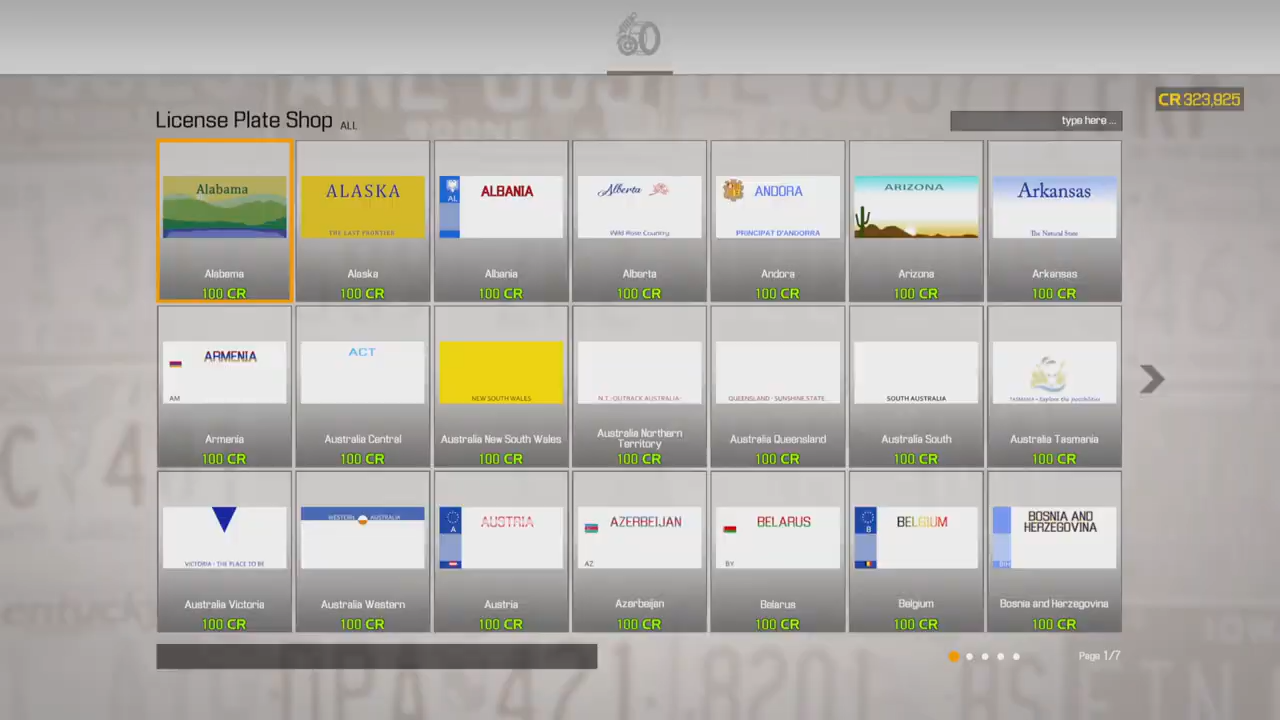 60
CR 323,925
License Plate Shop ALL
type here ...
Alabama
Alabama
100 CR
ALASKA
THE LAST FRONTIER
Alaska
100 CR
AL
ALBANIA
Albania
100 CR
Alberta
Wild Rose Country
Alberta
100 CR
ANDORRA
PRINCIPAT D'ANDORRA
Andora
100 CR
ARIZONA
Arizona
100 CR
Arkansas
The Natural State
Arkansas
100 CR
ARMENIA
AM
Armenia
100 CR
ACT
Australia Central
100 CR
NEW SOUTH WALES
Australia New South Wales
100 CR
N.T. OUTBACK AUSTRALIA
Australia Northern
Territory
100 CR
QUEENSLAND - SUNSHINE STATE
Australia Queensland
100 CR
SOUTH AUSTRALIA
Australia South
100 CR
TASMANIA • Explore the possibilities
Australia Tasmania
100 CR
VICTORIA - THE PLACE TO BE
Australia Victoria
100 CR
WESTERN AUSTRALIA
Australia Western
100 CR
A
AUSTRIA
Austria
100 CR
AZERBEIJAN
AZ
Azerbeijan
100 CR
BELARUS
BY
Belarus
100 CR
B
BELGIUM
Belgium
100 CR
BOSNIA AND
HERZEGOVINA
BIH
Bosnia and Herzegovina
100 CR
Page 1/7